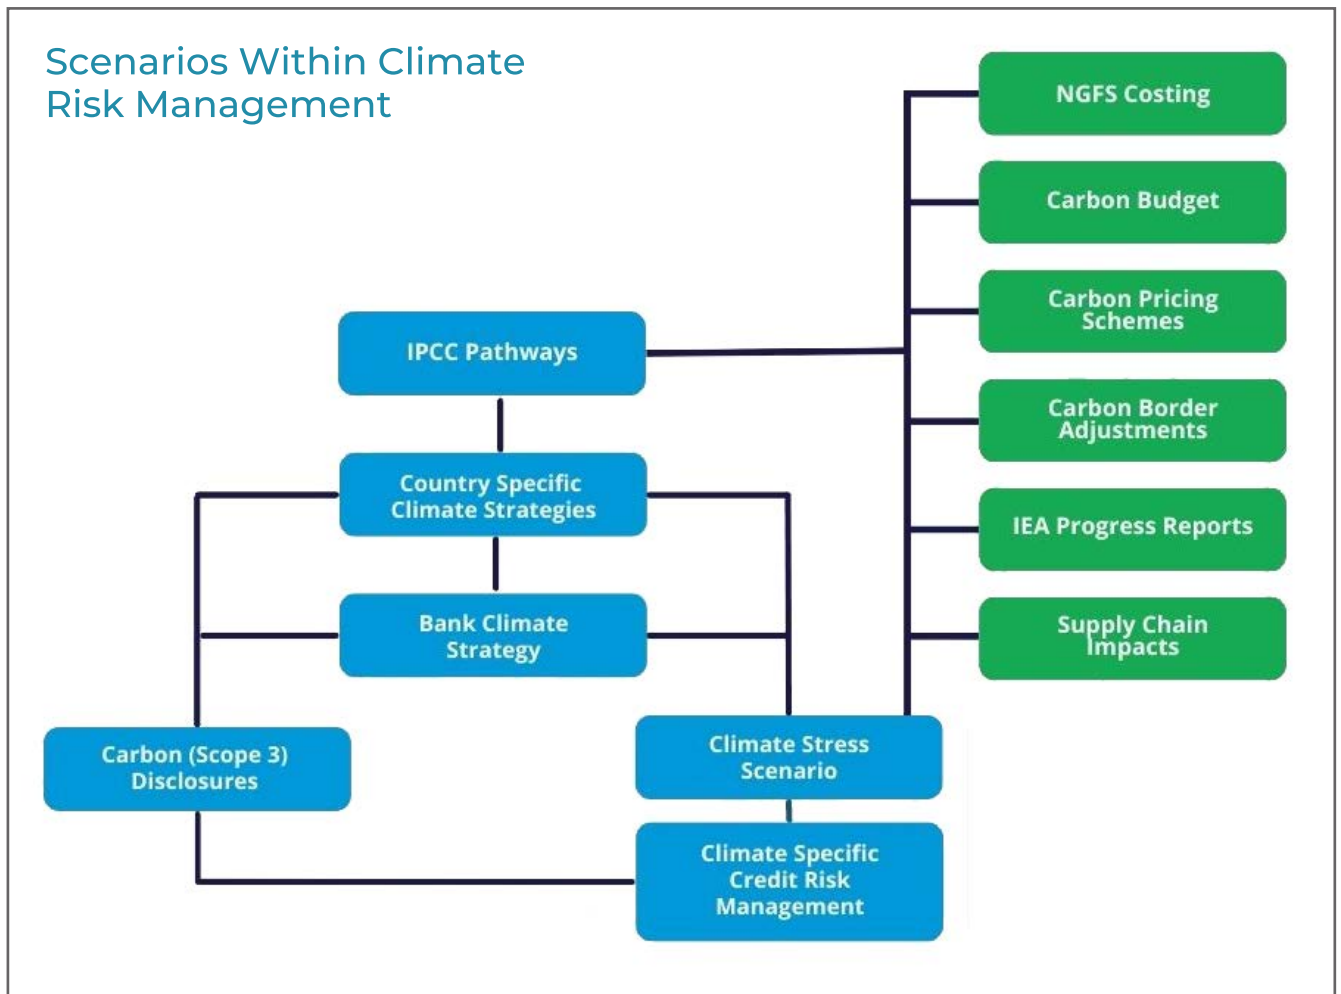 Scenarios Within Climate
Risk Management
NGFS Costing
Carbon Budget
Carbon Pricing
Schemes
Carbon Border
Adjustments
IEA Progress Reports
Supply Chain
Impacts
IPCC Pathways
Country Specific
Climate Strategies
Bank Climate
Strategy
Carbon (Scope 3)
Disclosures
Climate Stress
Scenario
Climate Specific
Credit Risk
Management